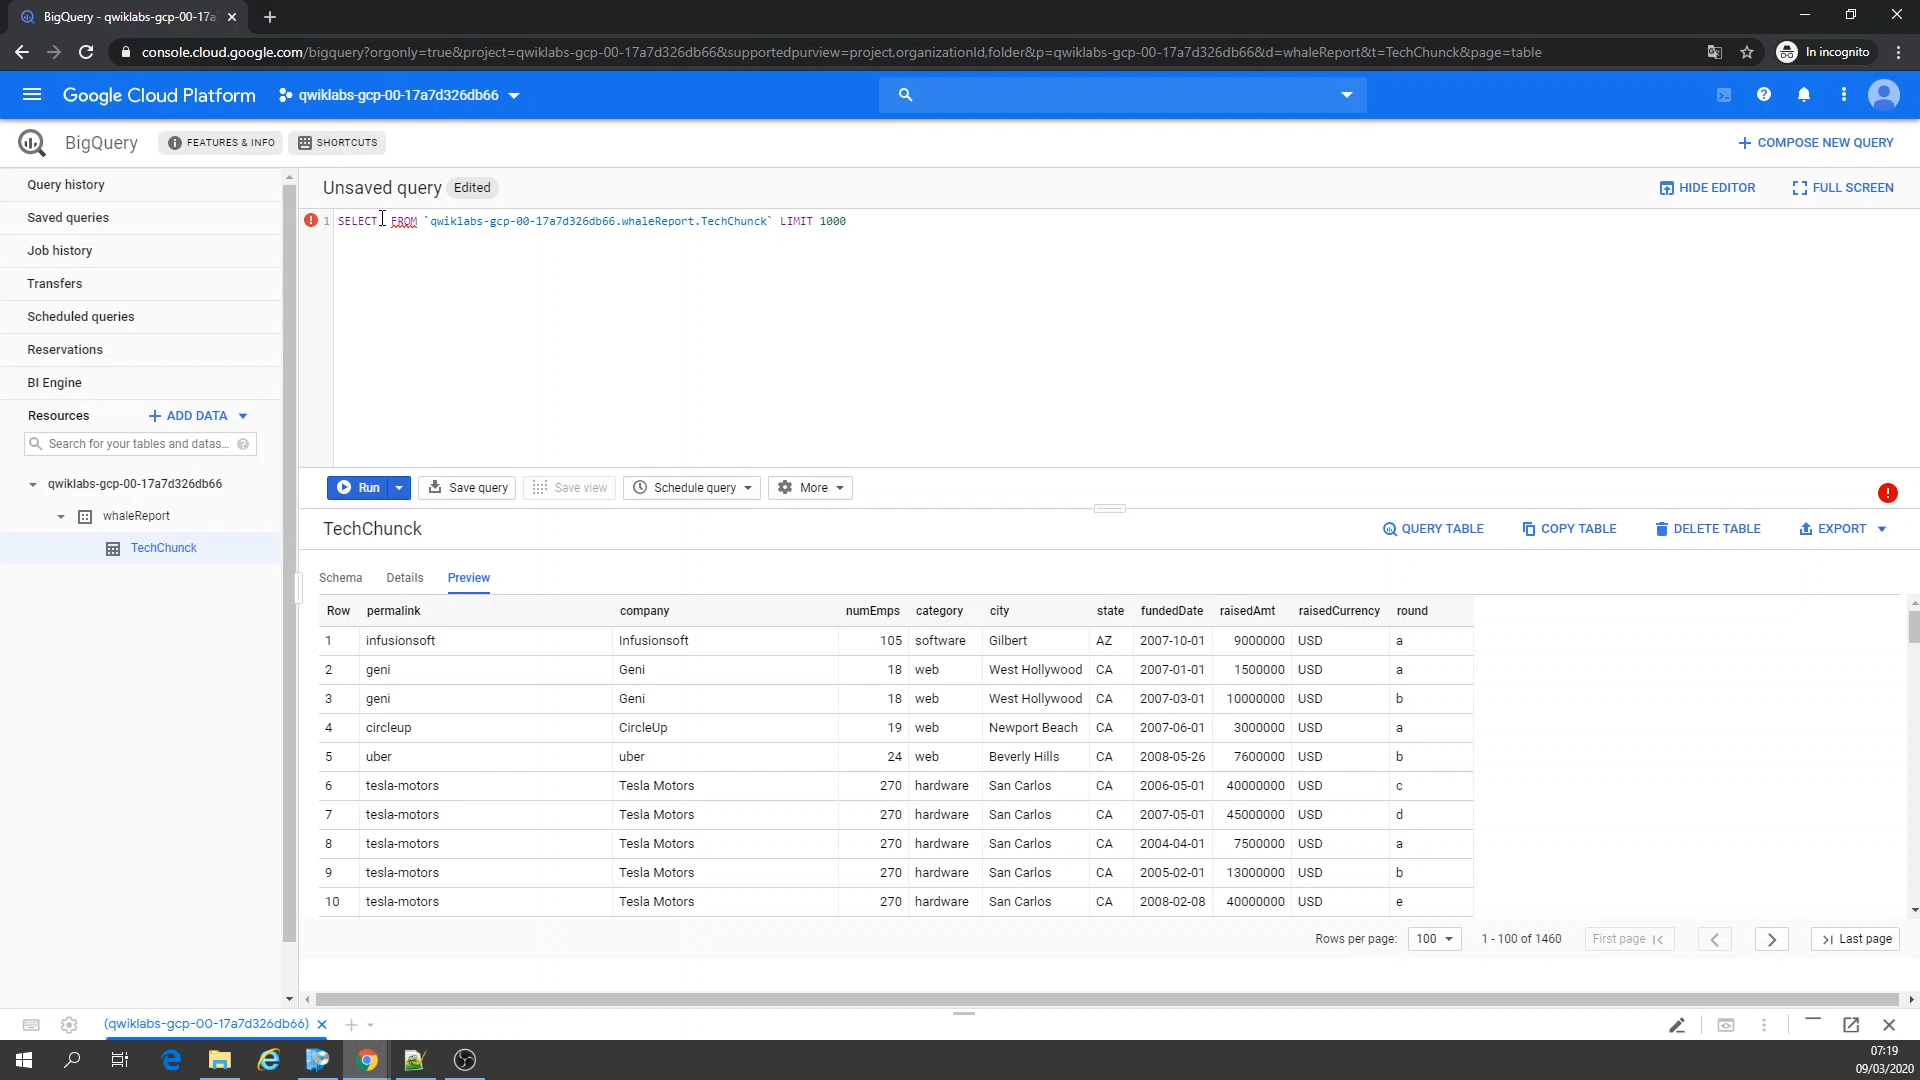 BigQuery - qwiklabs-gcp-00-17a
console.cloud.google.com/bigquery?orgonly=true&project=qwiklabs-gcp-00-17a7d326db66&supportedpurview=project,organizationId,folder&p=qwiklabs-gcp-00-17a7d326db66&d=whaleReport&t=TechChunck&page=table
In incognito
Google Cloud Platform
qwiklabs-gcp-00-17a7d326db66
BigQuery
FEATURES & INFO
SHORTCUTS
COMPOSE NEW QUERY
Query history
Saved queries
Job history
Transfers
Scheduled queries
Reservations
BI Engine
Resources
ADD DATA
Search for your tables and datas...
qwiklabs-gcp-00-17a7d326db66
whaleReport
TechChunck
Unsaved query
Edited
HIDE EDITOR
FULL SCREEN
1 SELECT FROM `qwiklabs-gcp-00-17a7d326db66.whaleReport.TechChunck` LIMIT 1000
Run
Save query
Save view
Schedule query
More
TechChunck
QUERY TABLE
COPY TABLE
DELETE TABLE
EXPORT
Schema Details Preview
Row permalink company numEmps category city state fundedDate raisedAmt raisedCurrency round
1 infusionsoft Infusionsoft 105 software Gilbert AZ 2007-10-01 9000000 USD a
2 geni Geni 18 web West Hollywood CA 2007-01-01 1500000 USD a
3 geni Geni 18 web West Hollywood CA 2007-03-01 10000000 USD b
4 circleup CircleUp 19 web Newport Beach CA 2007-06-01 3000000 USD a
5 uber uber 24 web Beverly Hills CA 2008-05-26 7600000 USD b
6 tesla-motors Tesla Motors 270 hardware San Carlos CA 2006-05-01 40000000 USD c
7 tesla-motors Tesla Motors 270 hardware San Carlos CA 2007-05-01 45000000 USD d
8 tesla-motors Tesla Motors 270 hardware San Carlos CA 2004-04-01 7500000 USD a
9 tesla-motors Tesla Motors 270 hardware San Carlos CA 2005-02-01 13000000 USD b
10 tesla-motors Tesla Motors 270 hardware San Carlos CA 2008-02-08 40000000 USD e
Rows per page: 100 1 - 100 of 1460 First page Last page
(qwiklabs-gcp-00-17a7d326db66)
07:19
09/03/2020